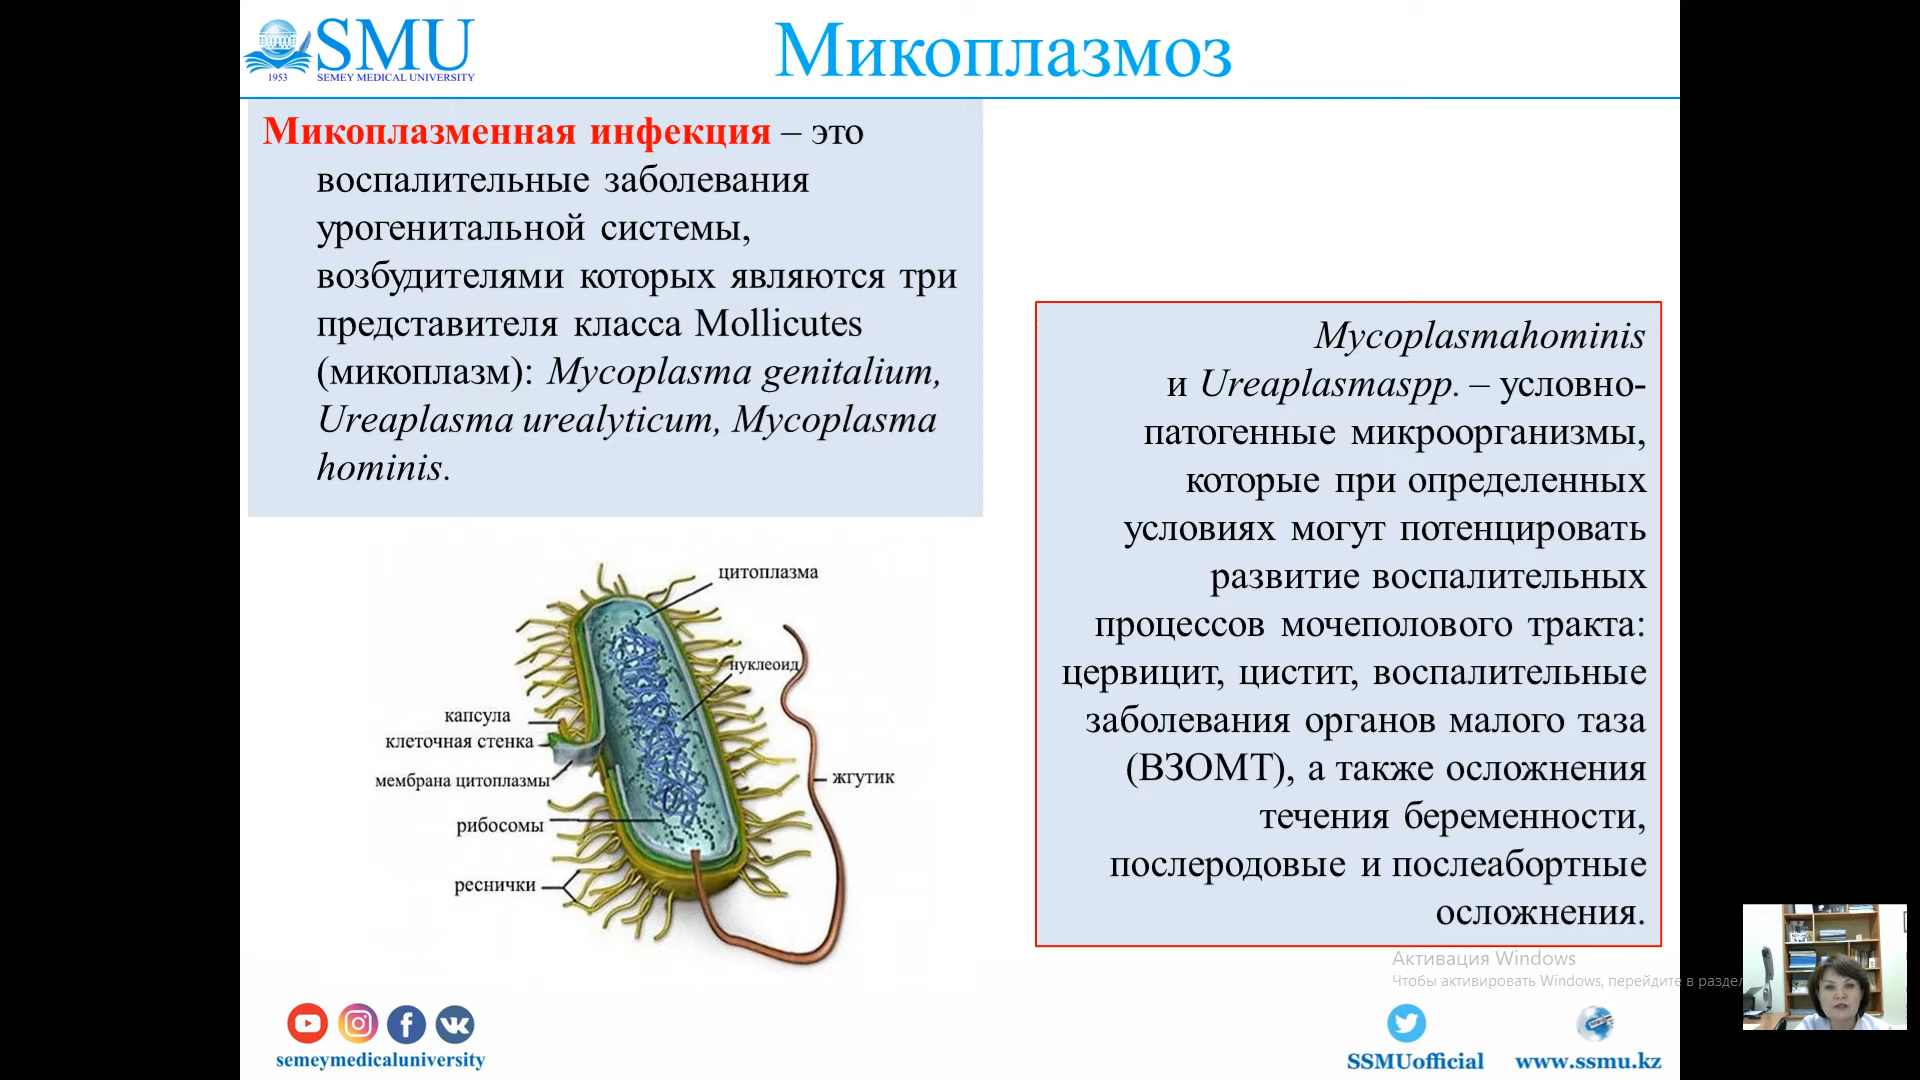 SMU
1953
SEMEY MEDICAL UNIVERSITY
Микоплазмоз
Микоплазменная инфекция – это
воспалительные заболевания
урогенитальной системы,
возбудителями которых являются три
представителя класса Mollicutes
(микоплазм): Mycoplasma genitalium,
Ureaplasma urealyticum, Mycoplasma
hominis.
Mycoplasmahominis
и Ureaplasmaspp. – условно-
патогенные микроорганизмы,
которые при определенных
условиях могут потенцировать
развитие воспалительных
процессов мочеполового тракта:
цервицит, цистит, воспалительные
заболевания органов малого таза
(ВЗОМТ), а также осложнения
течения беременности,
послеродовые и послеабортные
осложнения.
цитоплазма
нуклеоид
капсула
клеточная стенка
мембрана цитоплазмы
жгутик
рибосомы
реснички
Активация Windows
Чтобы активировать Windows, перейдите в раздел
semeymedicaluniversity
SSMUofficial
www.ssmu.kz